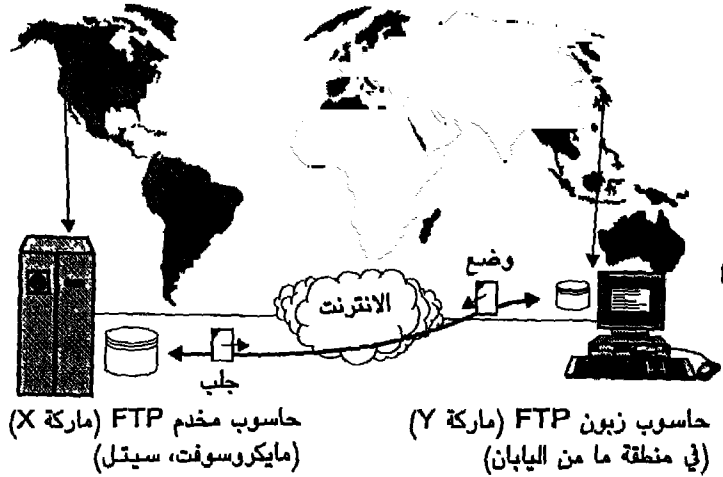 وضع
الانترنت
جلب
حاسوب زبون FTP (ماركة Y)
(في منطقة ما من اليابان)
حاسوب مخدم FTP (ماركة X)
(مايكروسوفت، سيتل)